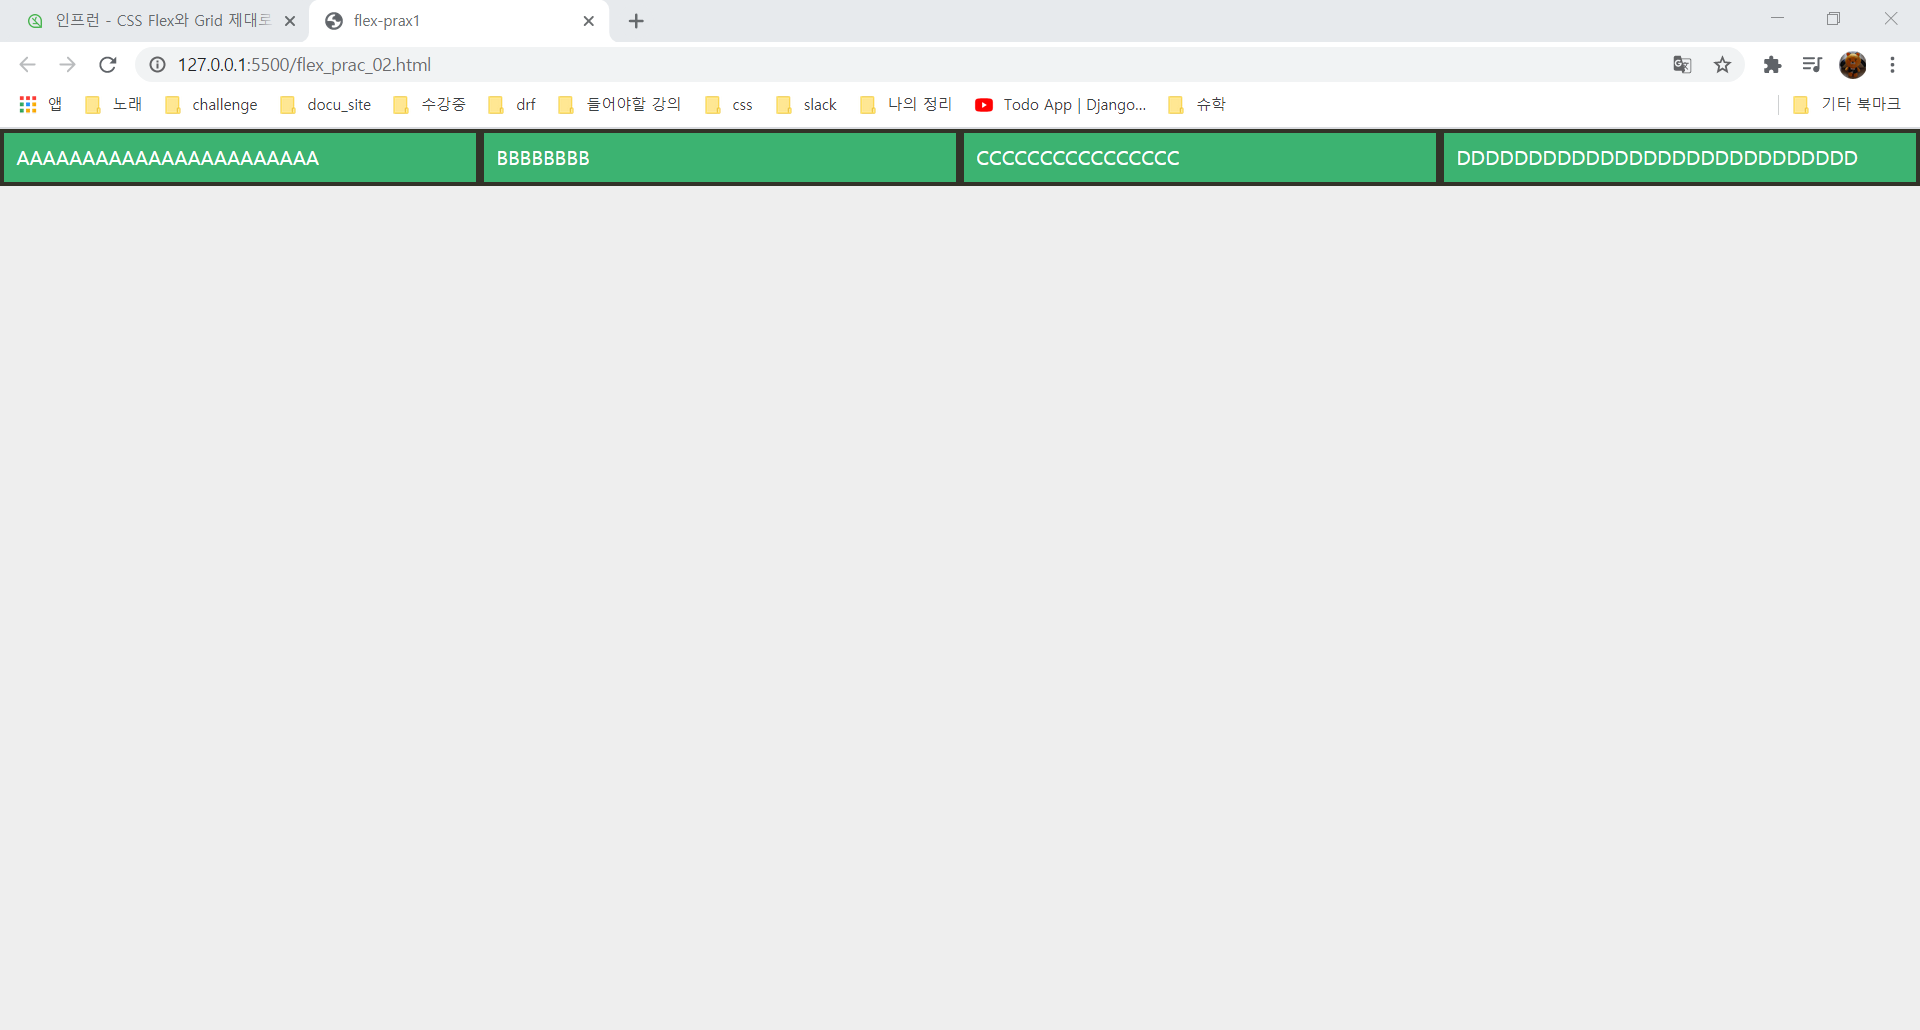 인프런 - CSS Flex와 Grid 제대로
flex-prax1
127.0.0.1:5500/flex_prac_02.html
앱 노래 challenge docu_site 수강중 drf 들어야할 강의 css slack 나의 정리 Todo App | Django... 슈학 기타 북마크
AAAAAAAAAAAAAAAAAAAAAAA BBBBBBBB CCCCCCCCCCCCCCCC DDDDDDDDDDDDDDDDDDDDDDDDDDDD